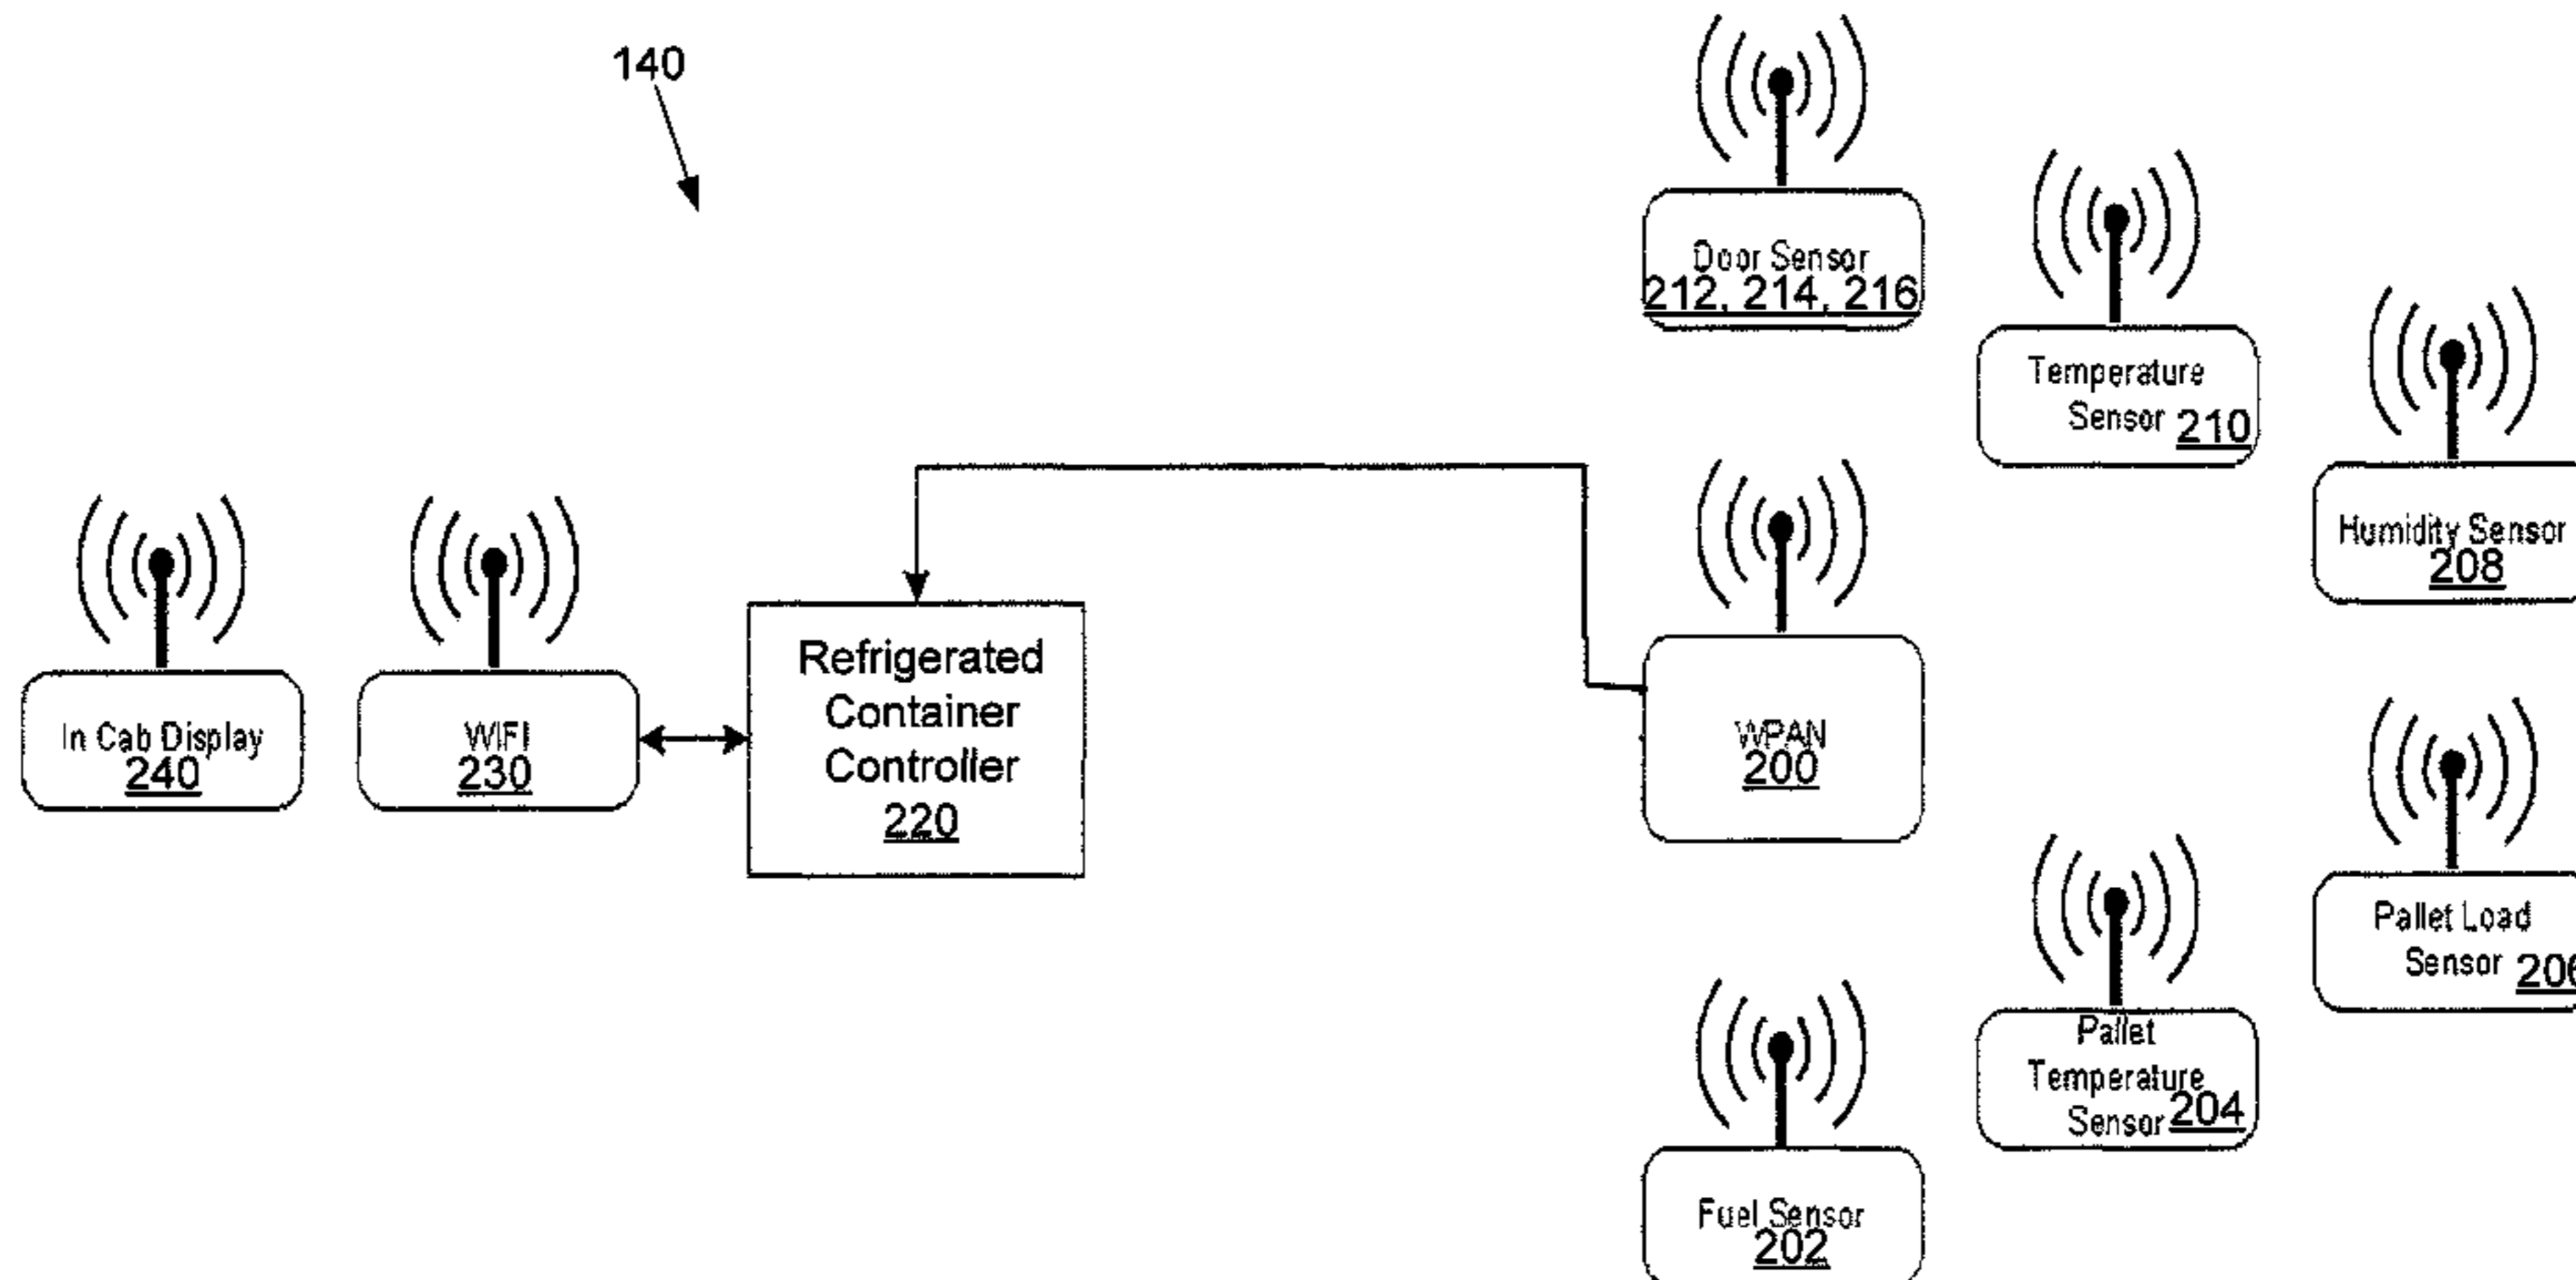 140
Door Sensor
212, 214, 216
Temperature
Sensor 210
Humidity Sensor
208
In Cab Display
240
WIFI
230
Refrigerated
Container
Controller
220
WPAN
200
Pallet Load
Sensor 206
Pallet
Temperature
Sensor 204
Fuel Sensor
202